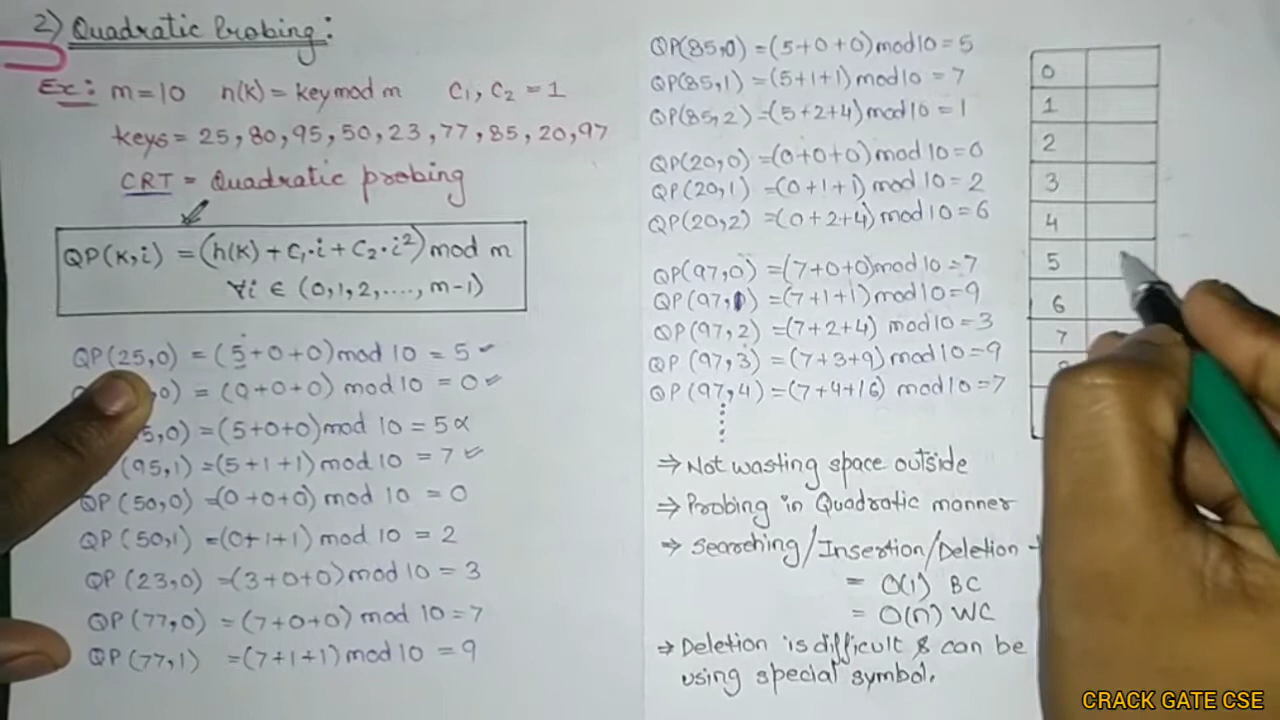 2) Quadratic Probing:
Ex: m=10 h(k) = key mod m C1, C2 = 1
keys = 25, 80, 95, 50, 23, 77, 85, 20, 97
CRT = Quadratic probing
QP(K,i) = (h(K) + C1·i + C2·i²) mod m
∀i ∈ (0,1,2,...., m-1)
QP(25,0) = (5+0+0) mod 10 = 5 ✓
,0) = (0+0+0) mod 10 = 0 ✓
5,0) = (5+0+0) mod 10 = 5 x
(95,1) = (5+1+1) mod 10 = 7 ✓
QP(50,0) = (0+0+0) mod 10 = 0
QP(50,1) = (0+1+1) mod 10 = 2
QP(23,0) = (3+0+0) mod 10 = 3
QP(77,0) = (7+0+0) mod 10 = 7
QP(77,1) = (7+1+1) mod 10 = 9
QP(85,0) = (5+0+0) mod 10 = 5
QP(85,1) = (5+1+1) mod 10 = 7
QP(85,2) = (5+2+4) mod 10 = 1
QP(20,0) = (0+0+0) mod 10 = 0
QP(20,1) = (0+1+1) mod 10 = 2
QP(20,2) = (0+2+4) mod 10 = 6
QP(97,0) = (7+0+0) mod 10 = 7
QP(97,1) = (7+1+1) mod 10 = 9
QP(97,2) = (7+2+4) mod 10 = 3
QP(97,3) = (7+3+9) mod 10 = 9
QP(97,4) = (7+4+16) mod 10 = 7
⇒ Not wasting space outside
⇒ Probing in Quadratic manner
⇒ Searching/Insertion/Deletion
= O(1) BC
= O(n) WC
→ Deletion is difficult & can be
using special symbol.
0
1
2
3
4
5
6
7
CRACK GATE CSE